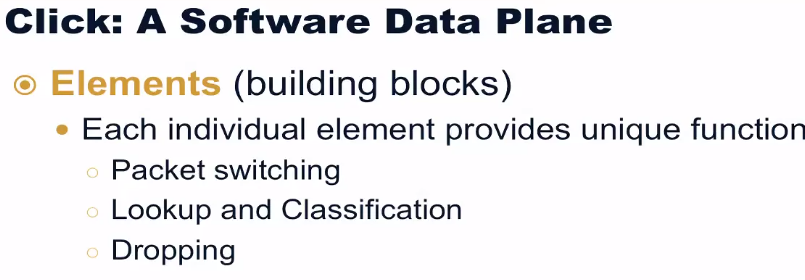 Click: A Software Data Plane
Elements (building blocks)
Each individual element provides unique function
Packet switching
Lookup and Classification
Dropping